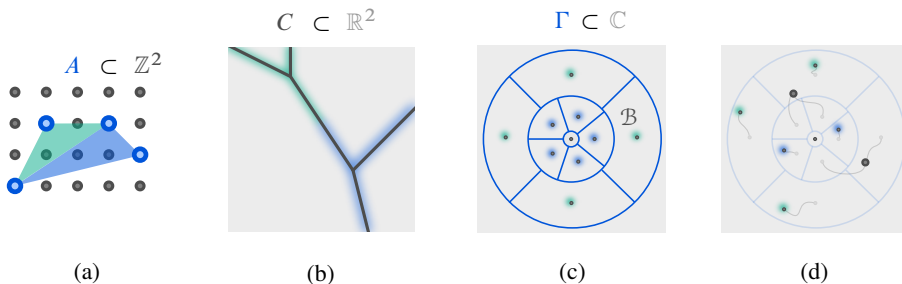 A ⊂ ℤ²
C ⊂ ℝ²
Γ ⊂ ℂ
ℬ
(a)
(b)
(c)
(d)